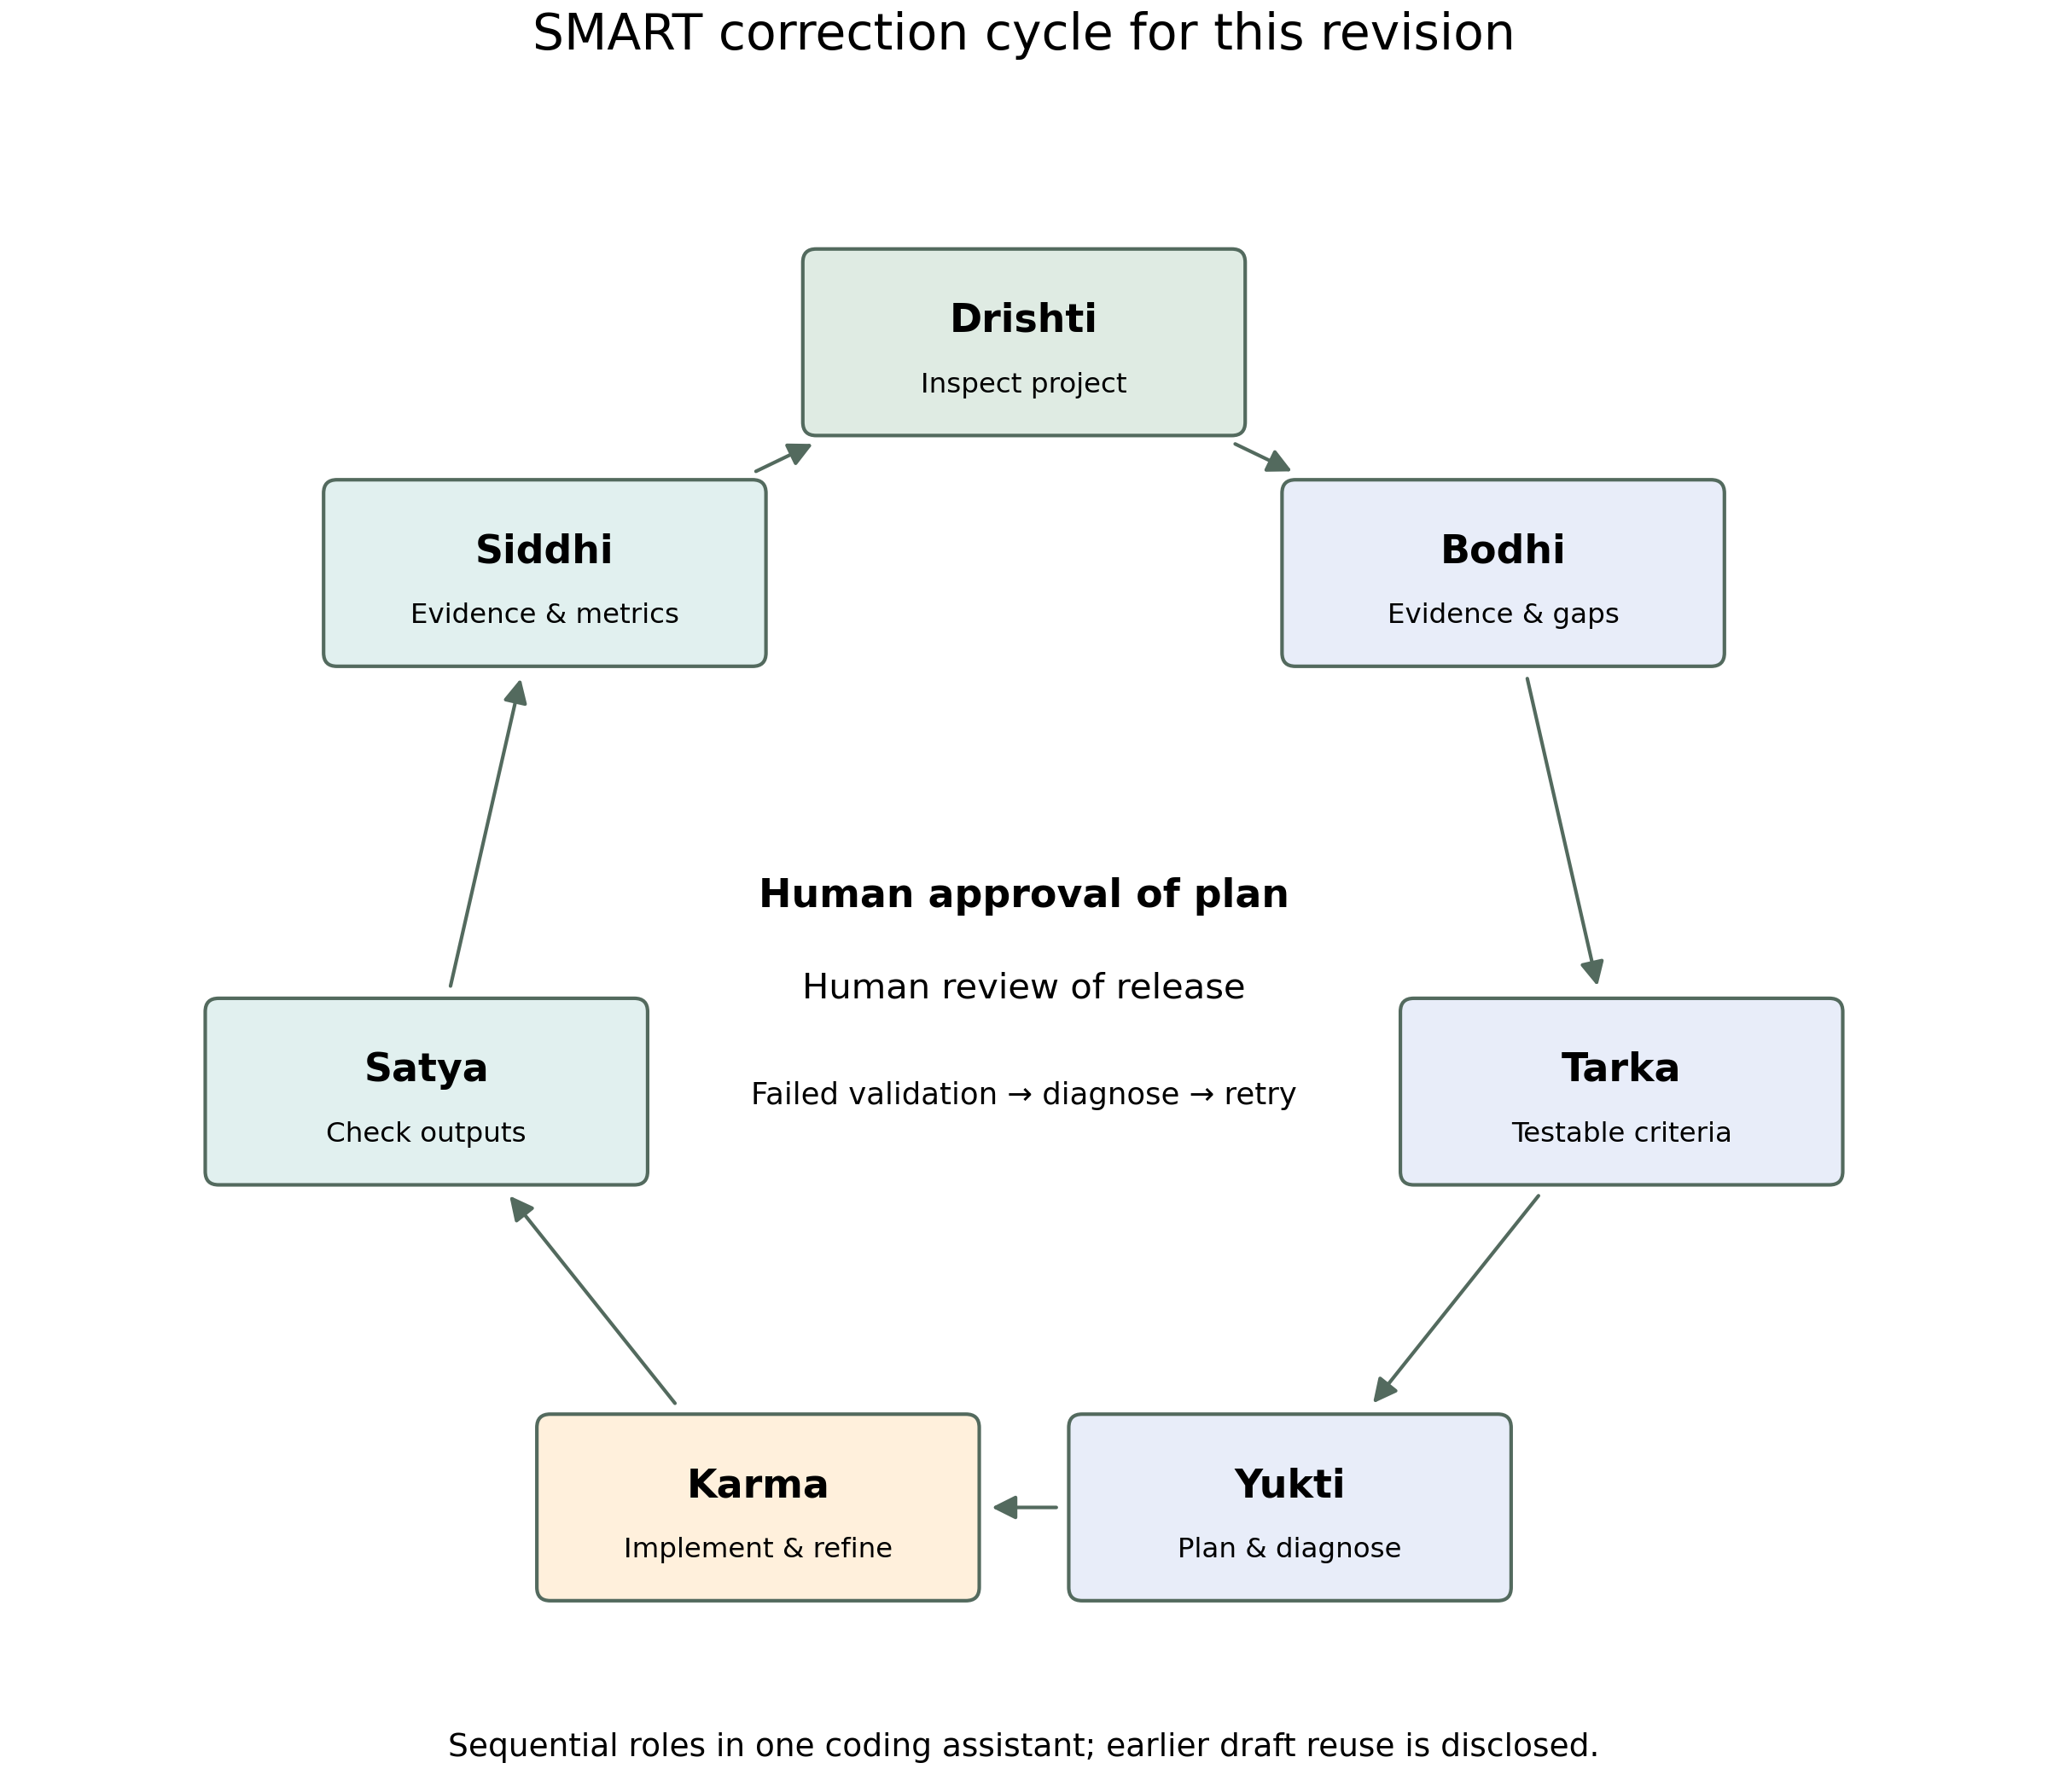 SMART correction cycle for this revision
Drishti
Inspect project
Siddhi
Evidence & metrics
Bodhi
Evidence & gaps
Human approval of plan
Human review of release
Failed validation → diagnose → retry
Satya
Check outputs
Tarka
Testable criteria
Karma
Implement & refine
Yukti
Plan & diagnose
Sequential roles in one coding assistant; earlier draft reuse is disclosed.